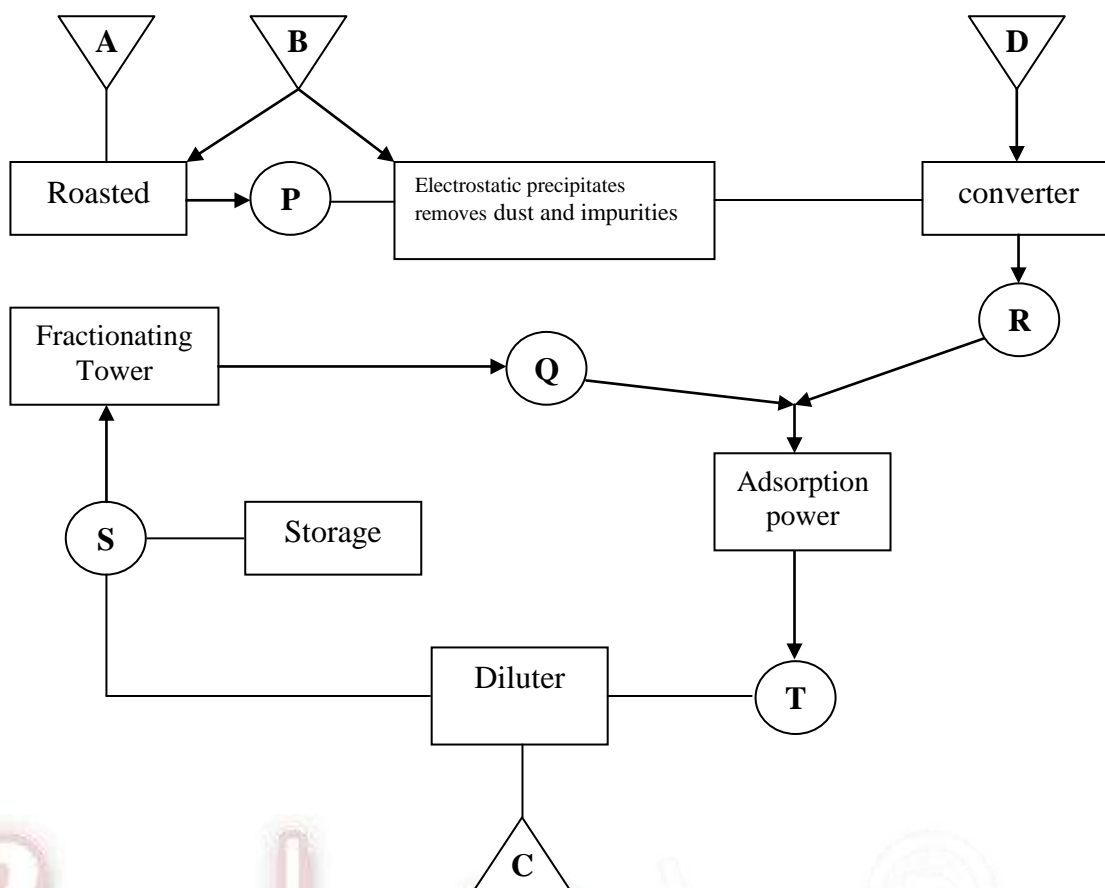 A
B
D
Roasted
P
Electrostatic precipitates
removes dust and impurities
converter
R
Fractionating
Tower
Q
Adsorption
power
S
Storage
Diluter
T
C